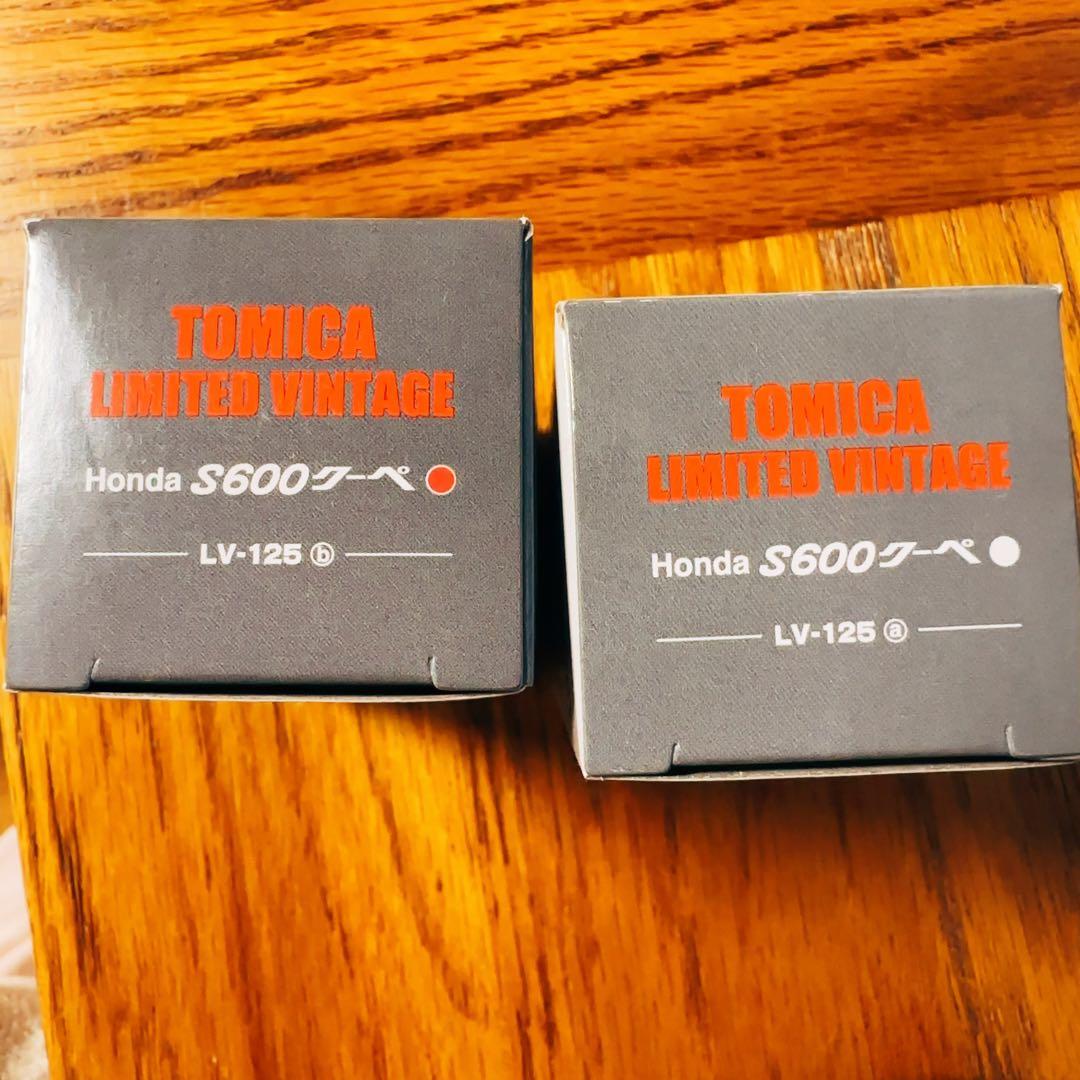 TOMICA
LIMITED VINTAGE
Honda S600クーペ
LV-125 ⓑ
TOMICA
LIMITED VINTAGE
Honda S600クーペ
LV-125 ⓐ